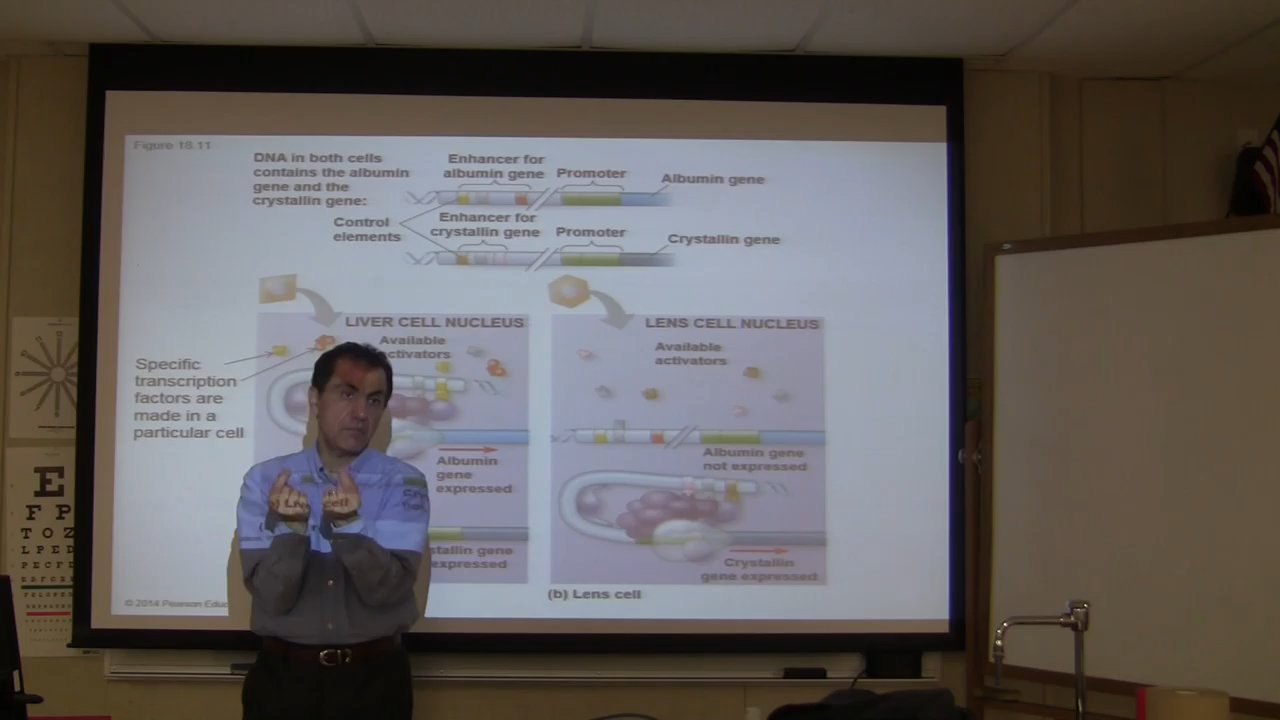 Figure 18.11
DNA in both cells
contains the albumin
gene and the
crystallin gene:
Enhancer for
albumin gene
Promoter
Albumin gene
Control
elements
Enhancer for
crystallin gene
Promoter
Crystallin gene
LIVER CELL NUCLEUS
Available
activators
Specific
transcription
factors are
made in a
particular cell
Albumin
gene
expressed
stallin gene
expressed
LENS CELL NUCLEUS
Available
activators
Albumin gene
not expressed
Crystallin
gene expressed
(b) Lens cell
© 2014 Pearson Educ
E
F P
T O Z
L P E D
P E C F D